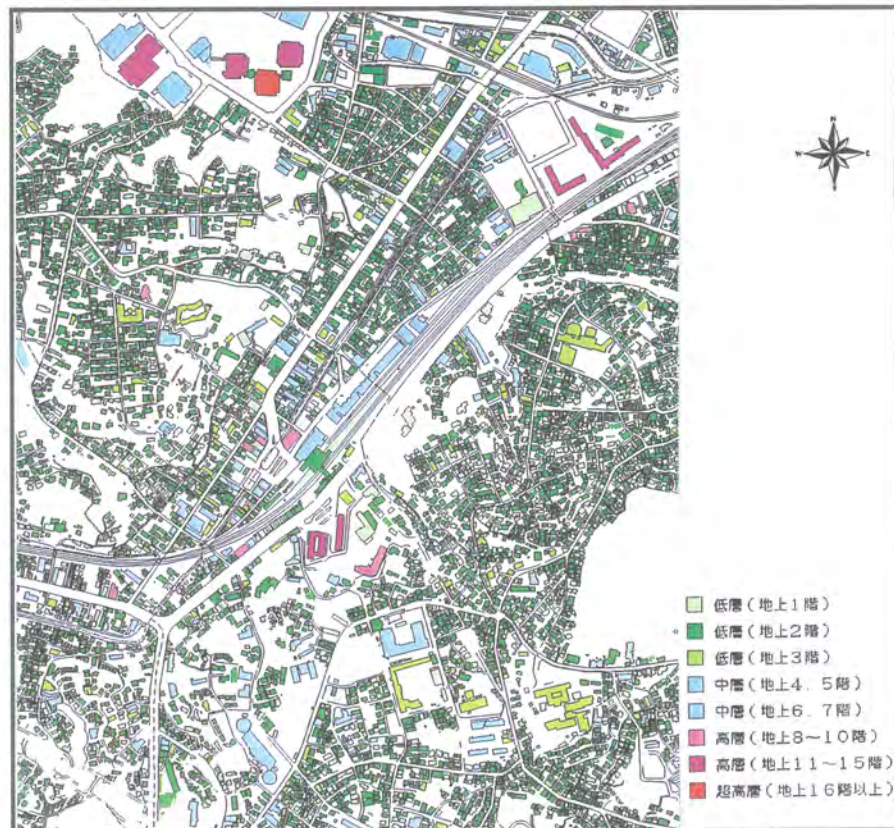 N
W
E
S
低層(地上1階)
低層(地上2階)
低層(地上3階)
中層(地上4．5階)
中層(地上6．7階)
高層(地上8～10階)
高層(地上11～15階)
超高層(地上16階以上)